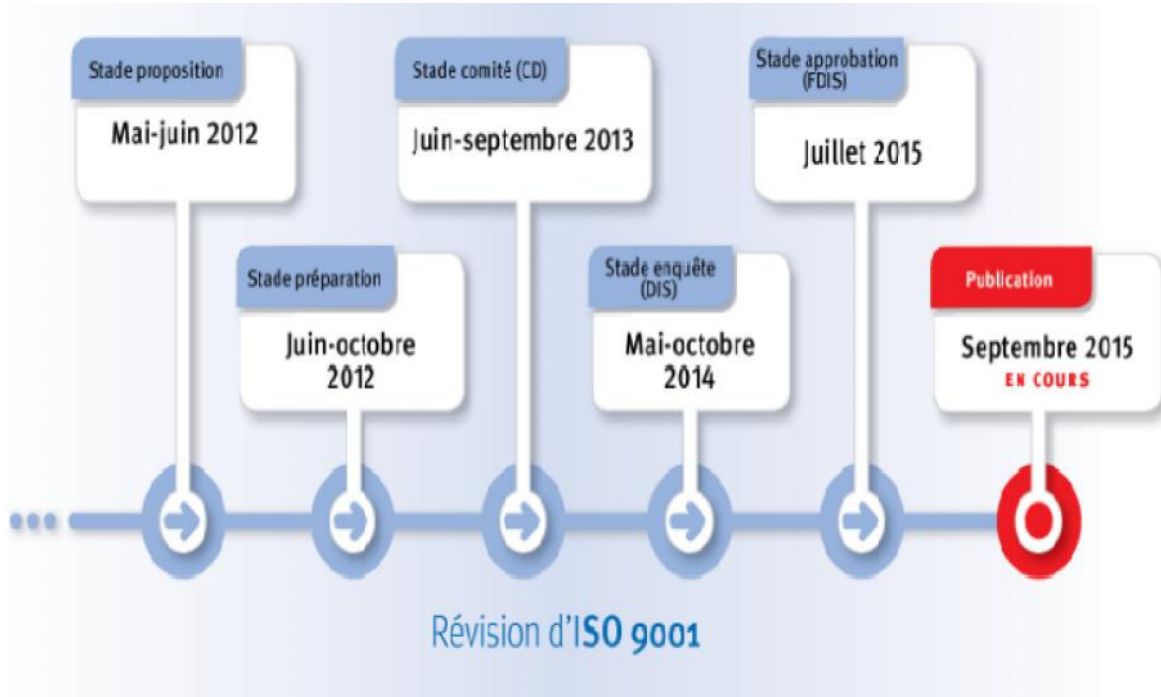 Stade proposition
Mai-juin 2012
Stade préparation
Juin-octobre
2012
Stade comité (CD)
Juin-septembre 2013
Stade enquête
(DIS)
Mai-octobre
2014
Stade approbation
(FDIS)
Juillet 2015
Publication
Septembre 2015
EN COURS
Révision d'ISO 9001